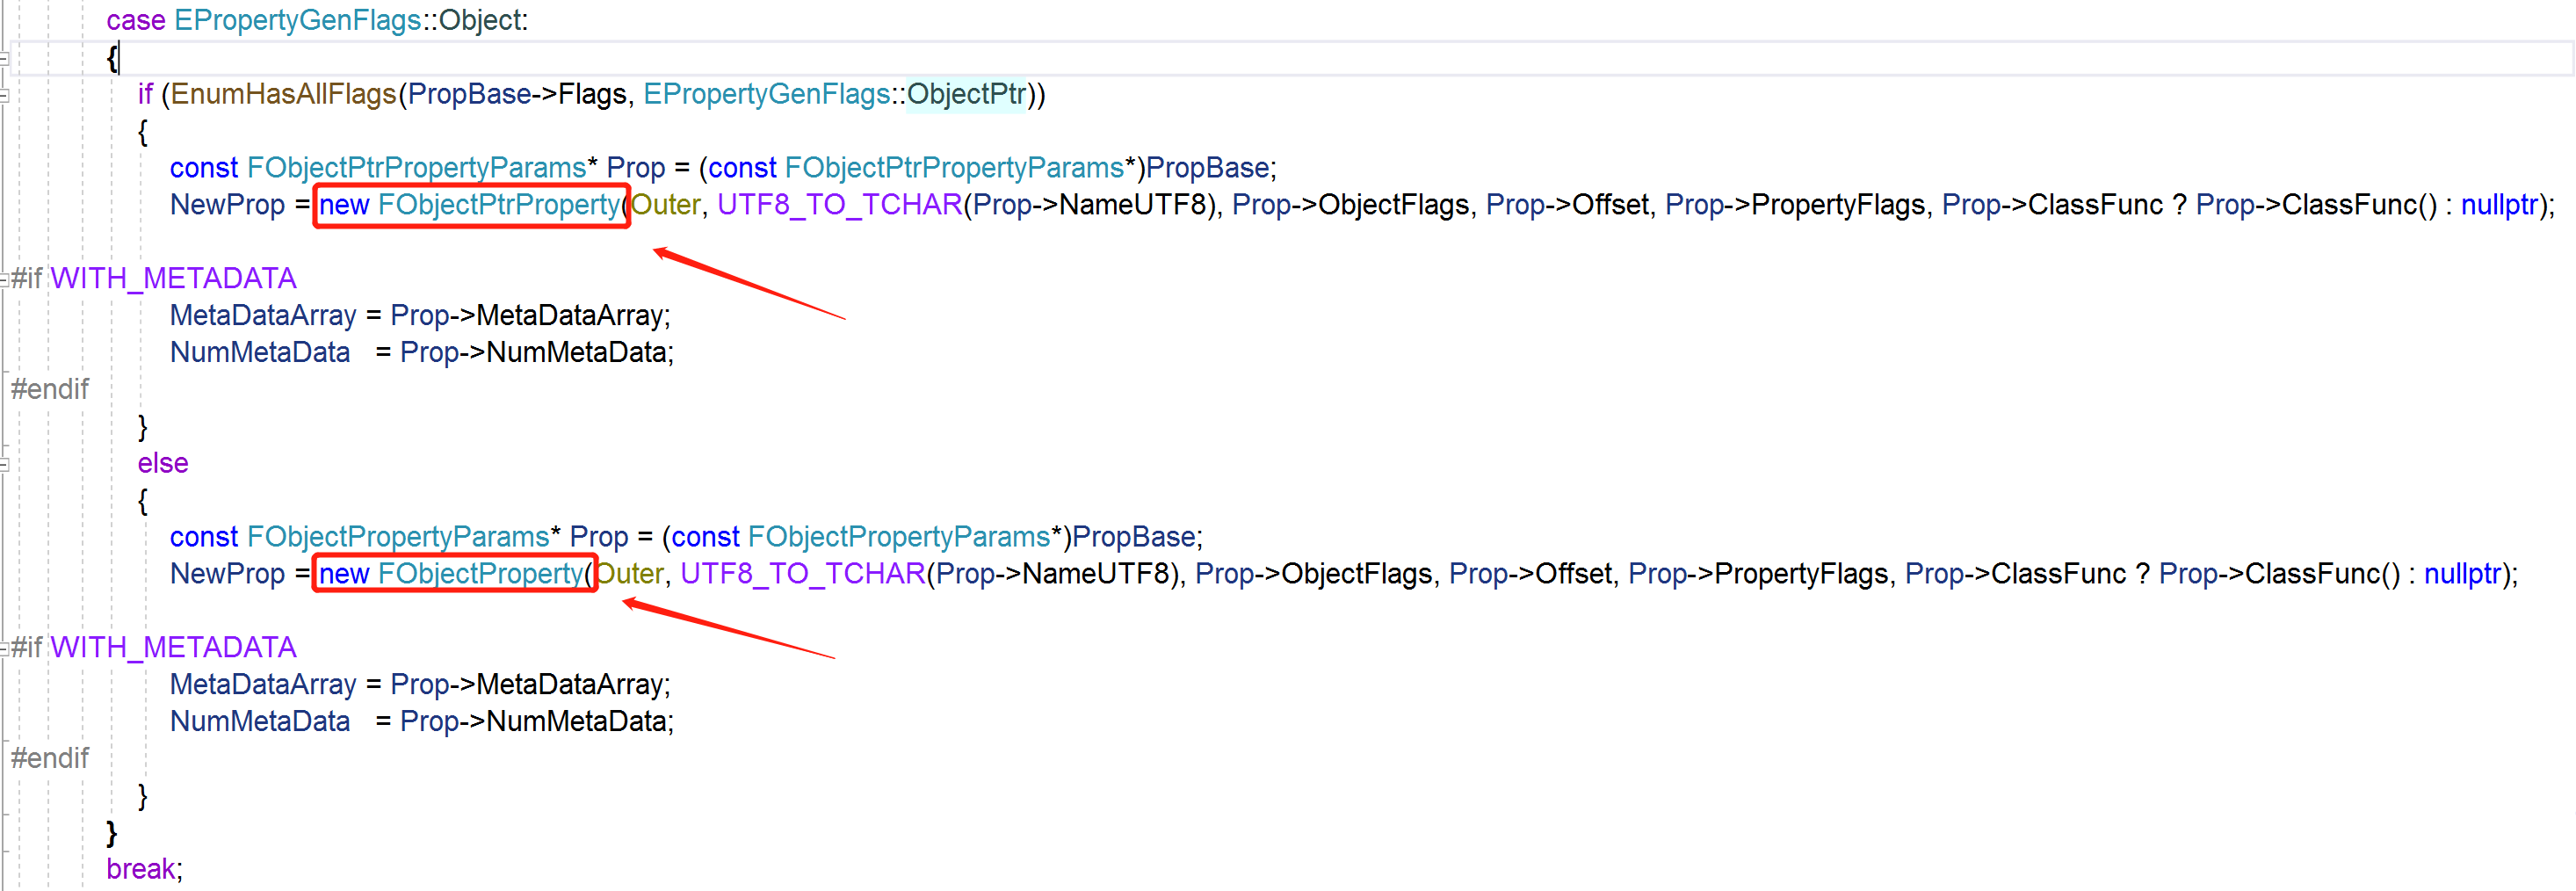 case EPropertyGenFlags::Object:
{
if (EnumHasAllFlags(PropBase->Flags, EPropertyGenFlags::ObjectPtr))
{
const FObjectPtrPropertyParams* Prop = (const FObjectPtrPropertyParams*)PropBase;
NewProp = new FObjectPtrProperty(Outer, UTF8_TO_TCHAR(Prop->NameUTF8), Prop->ObjectFlags, Prop->Offset, Prop->PropertyFlags, Prop->ClassFunc ? Prop->ClassFunc() : nullptr);
#if WITH_METADATA
MetaDataArray = Prop->MetaDataArray;
NumMetaData = Prop->NumMetaData;
#endif
}
else
{
const FObjectPropertyParams* Prop = (const FObjectPropertyParams*)PropBase;
NewProp = new FObjectProperty(Outer, UTF8_TO_TCHAR(Prop->NameUTF8), Prop->ObjectFlags, Prop->Offset, Prop->PropertyFlags, Prop->ClassFunc ? Prop->ClassFunc() : nullptr);
#if WITH_METADATA
MetaDataArray = Prop->MetaDataArray;
NumMetaData = Prop->NumMetaData;
#endif
}
}
break;